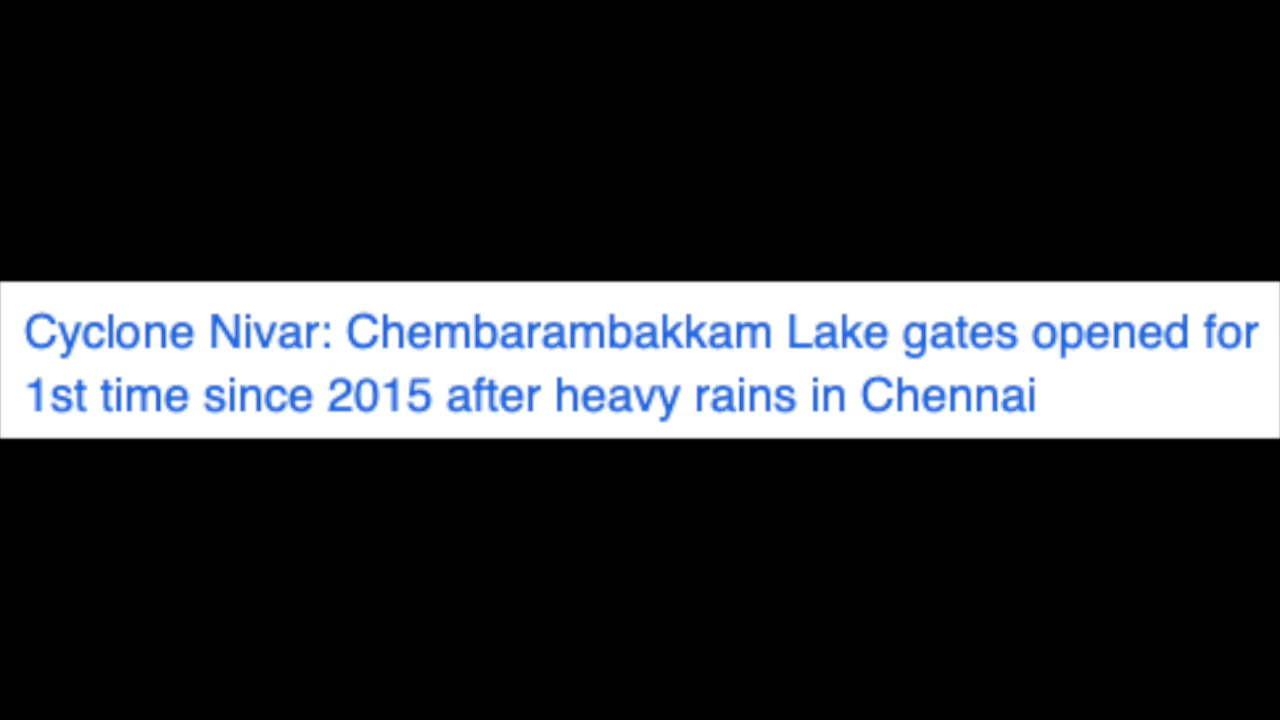 Cyclone Nivar: Chembarambakkam Lake gates opened for
1st time since 2015 after heavy rains in Chennai